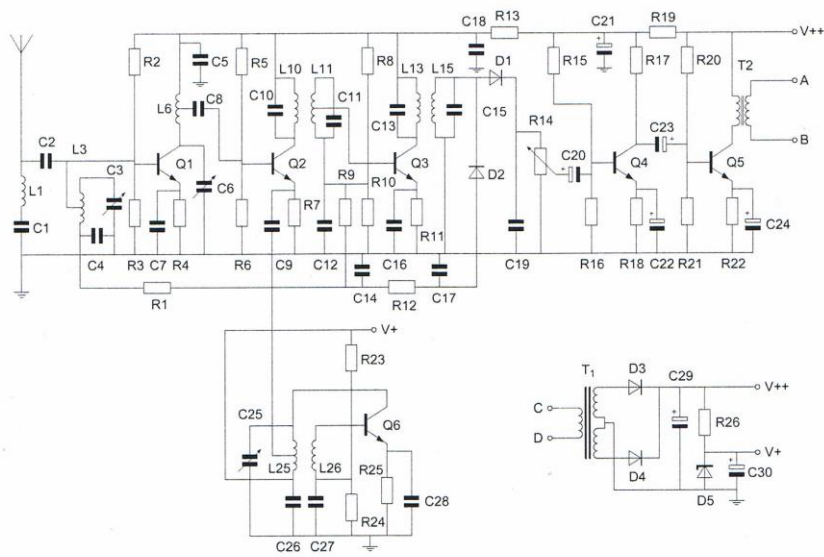 C18 R13 C21 R19
V++
R2 C5 R5 L10 L11 R8 L13 L15 D1 R15 R17 R20 T2
A
L6 C8 C10 C11 C13 C15 R14 C23
C2 L3 B
C3 Q1 Q2 Q3 C20 Q4 Q5
L1 C6 R7 R9 R10 D2
C1 R11 C24
C4 R3 C7 R4 R6 C9 C12 C16 C19 R16 R18 C22 R21 R22
R1 C14 R12 C17
V+
R23
T1 D3 C29 V++
C25 Q6 C R26
D V+
L25 L26 R25 D4 C30
C28 D5
R24
C26 C27